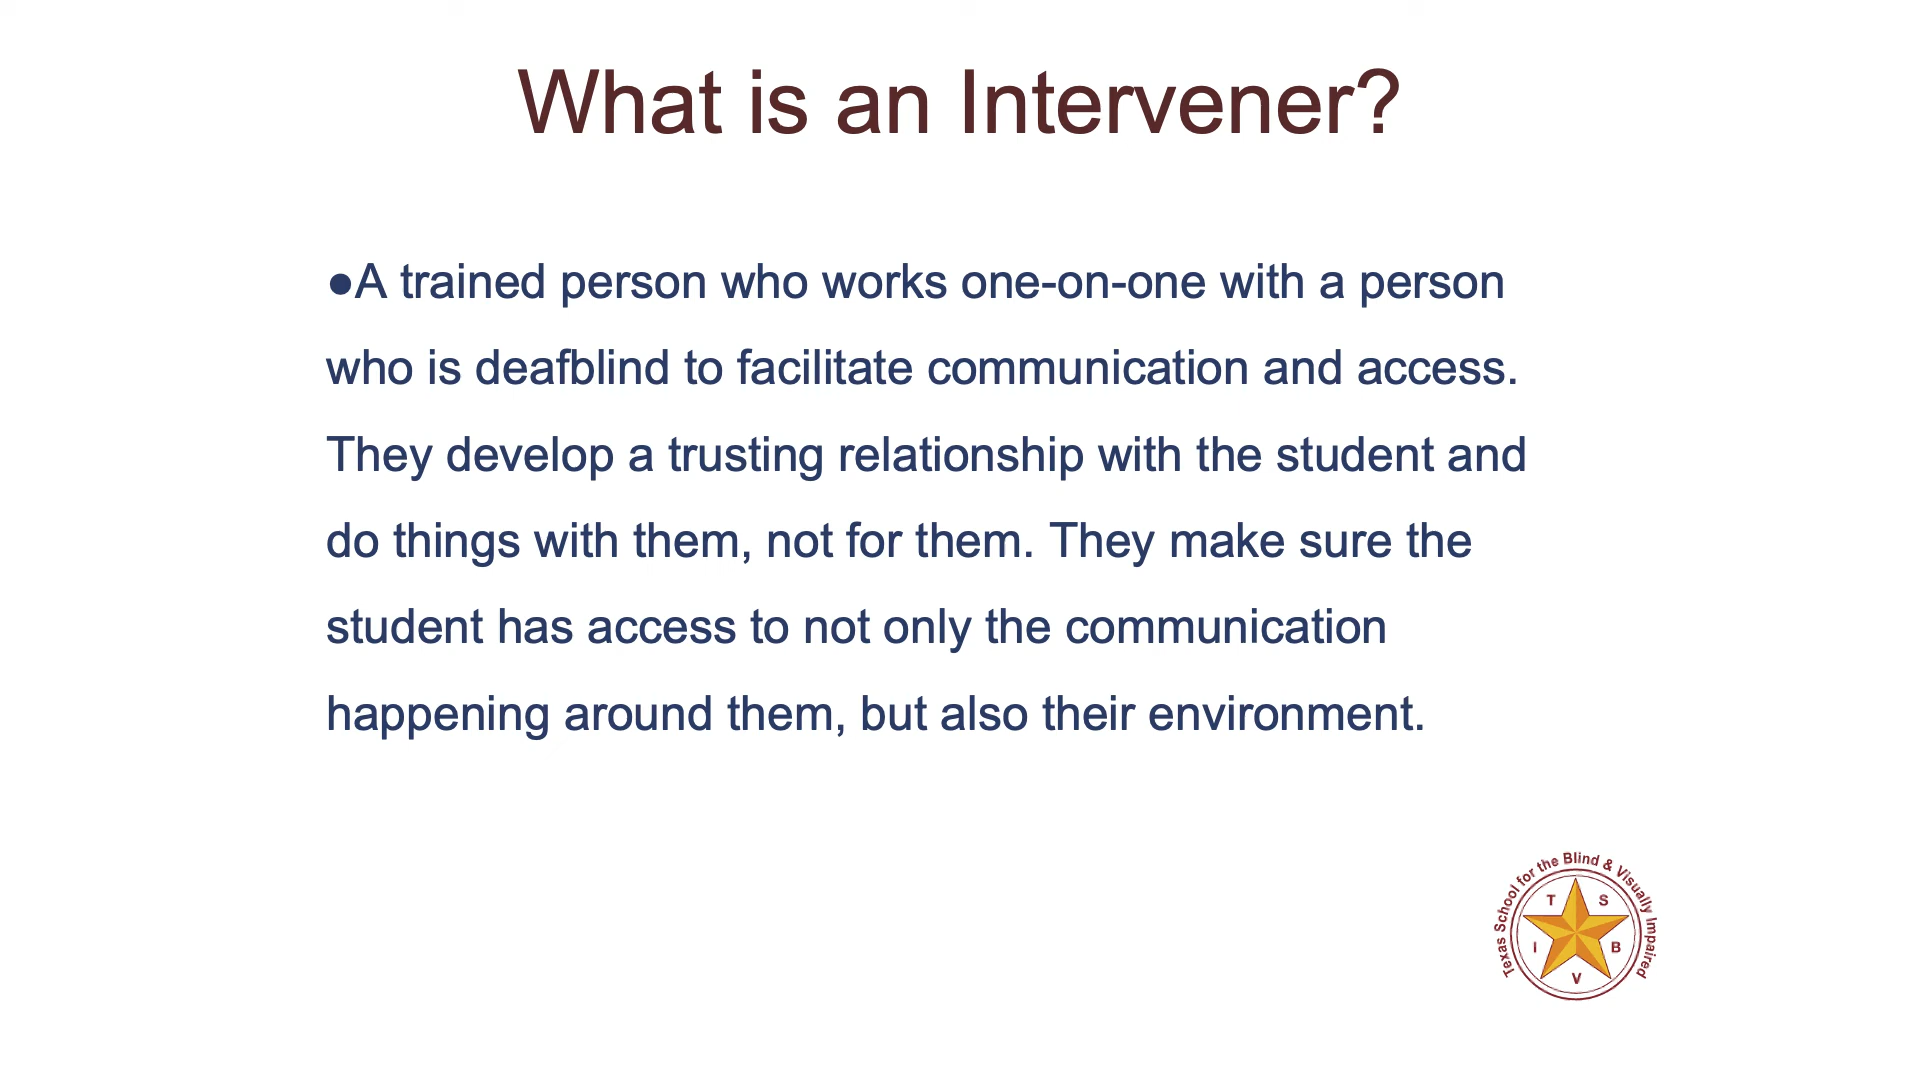 What is an Intervener?
●A trained person who works one-on-one with a person
who is deafblind to facilitate communication and access.
They develop a trusting relationship with the student and
do things with them, not for them. They make sure the
student has access to not only the communication
happening around them, but also their environment.
Texas School for the Blind & Visually Impaired
T S
I B
V